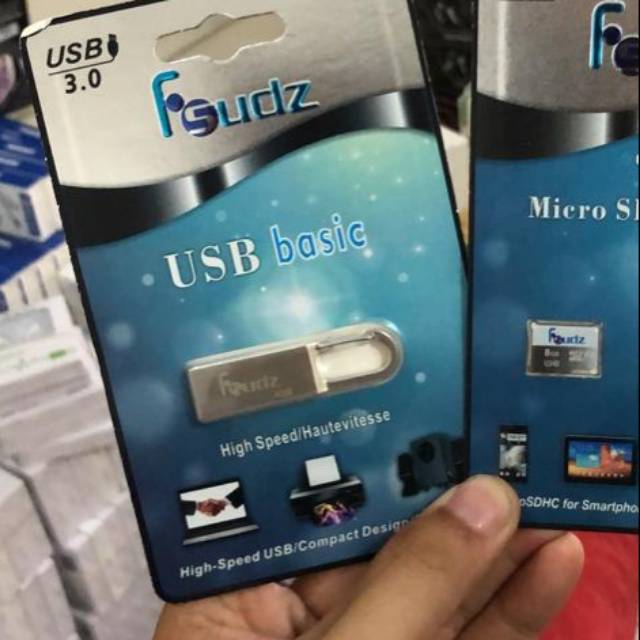 USB
3.0
Fsudz
USB basic
Fsudz
High Speed/Hautevitesse
High-Speed USB/Compact Design
Micro S
Fsudz
8GB
oSDHC for Smartpho